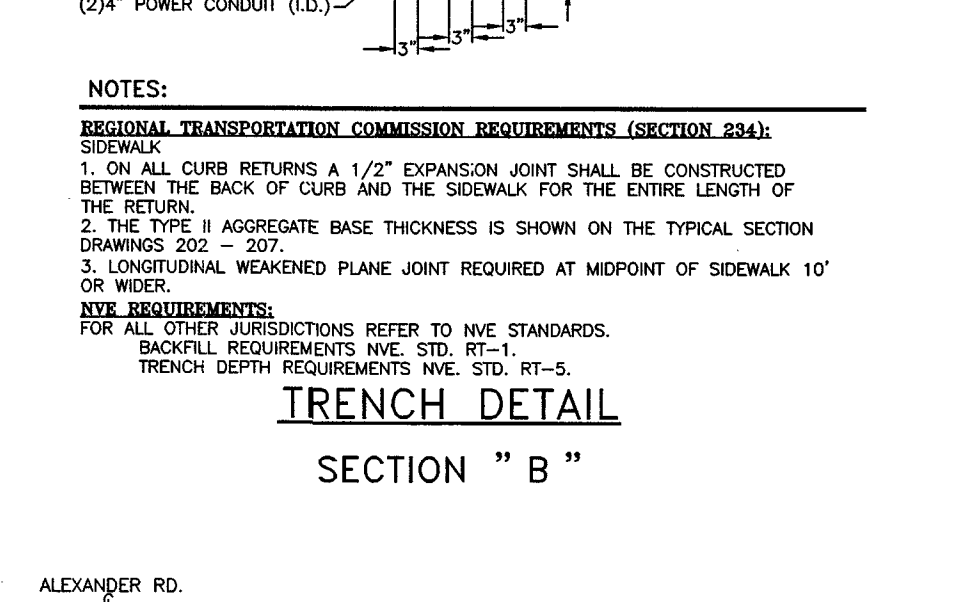 (2)4" POWER CONDUIT (I.D.)
3"
3"
3"
NOTES:
REGIONAL TRANSPORTATION COMMISSION REQUIREMENTS (SECTION 234):
SIDEWALK
1. ON ALL CURB RETURNS A 1/2" EXPANSION JOINT SHALL BE CONSTRUCTED
BETWEEN THE BACK OF CURB AND THE SIDEWALK FOR THE ENTIRE LENGTH OF
THE RETURN.
2. THE TYPE II AGGREGATE BASE THICKNESS IS SHOWN ON THE TYPICAL SECTION
DRAWINGS 202 – 207.
3. LONGITUDINAL WEAKENED PLANE JOINT REQUIRED AT MIDPOINT OF SIDEWALK 10'
OR WIDER.
NVE REQUIREMENTS:
FOR ALL OTHER JURISDICTIONS REFER TO NVE STANDARDS.
BACKFILL REQUIREMENTS NVE. STD. RT–1.
TRENCH DEPTH REQUIREMENTS NVE. STD. RT–5.
TRENCH DETAIL
SECTION " B "
ALEXANDER RD.